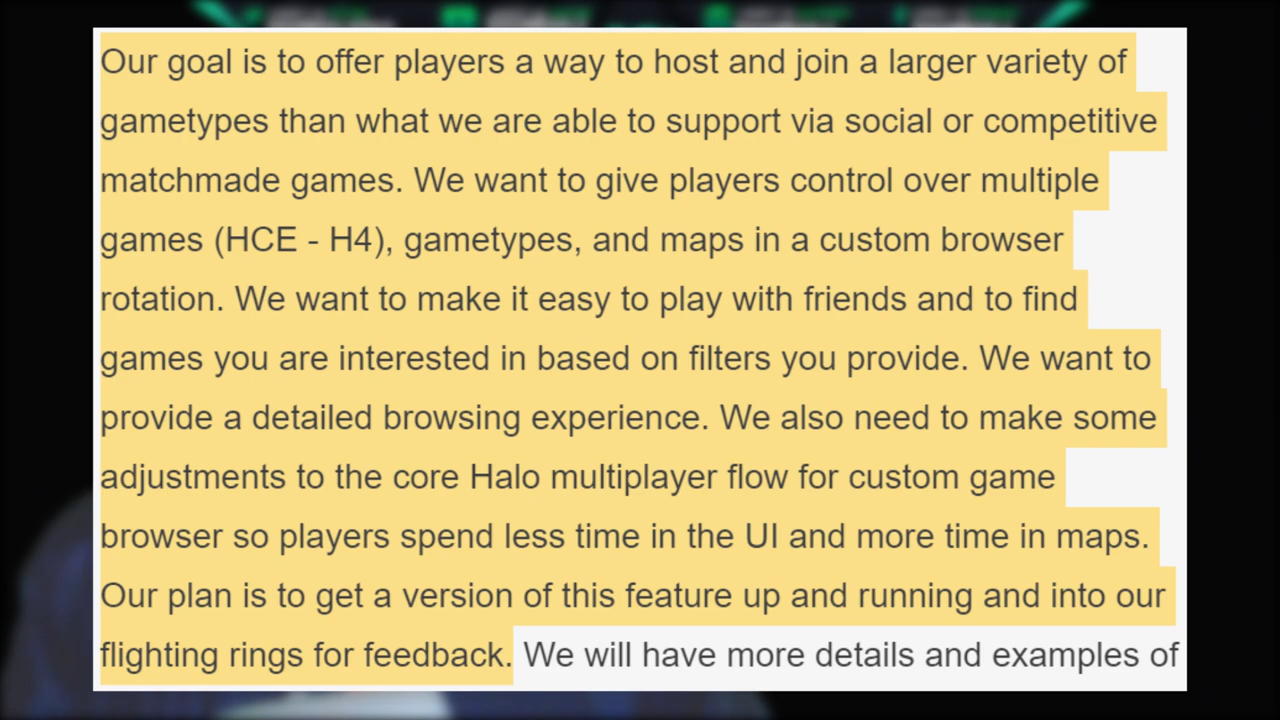 Our goal is to offer players a way to host and join a larger variety of
gametypes than what we are able to support via social or competitive
matchmade games. We want to give players control over multiple
games (HCE - H4), gametypes, and maps in a custom browser
rotation. We want to make it easy to play with friends and to find
games you are interested in based on filters you provide. We want to
provide a detailed browsing experience. We also need to make some
adjustments to the core Halo multiplayer flow for custom game
browser so players spend less time in the UI and more time in maps.
Our plan is to get a version of this feature up and running and into our
flighting rings for feedback. We will have more details and examples of